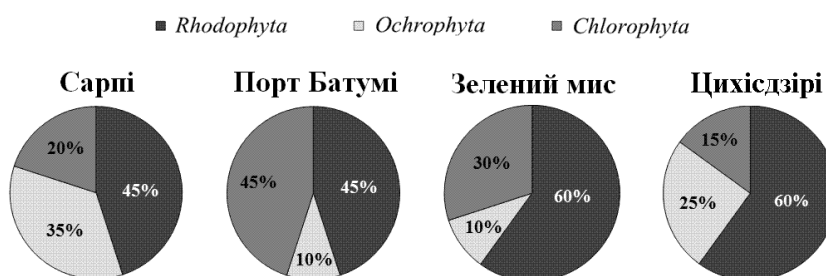 Rhodophyta Ochrophyta Chlorophyta
Сарпі Порт Батумі Зелений мис Цихісдзірі
20% 45% 35%
45% 45% 10%
30% 60% 10%
15% 60% 25%